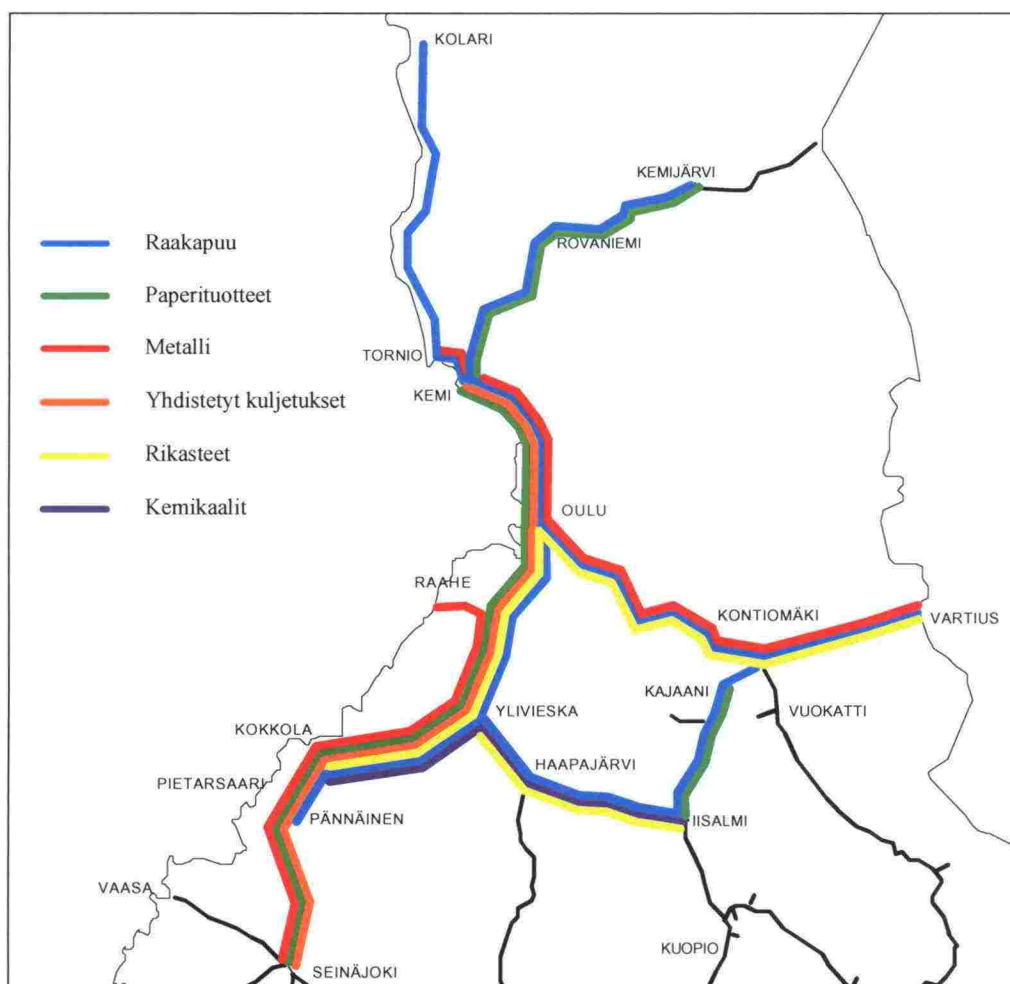 KOLARI
KEMIJÄRVI
Raakapuu
ROVANIEMI
Paperituotteet
Metalli
TORNIO
Yhdistetyt kuljetukset
KEMI
Rikasteet
Kemikaalit
OULU
RAAHE
KONTIOMÄKI
VARTIUS
KAJAANI
VUOKATTI
YLIVIESKA
KOKKOLA
HAAPAJÄRVI
PIETARSAARI
PÄNNÄINEN
IISALMI
VAASA
KUOPIO
SEINÄJOKI